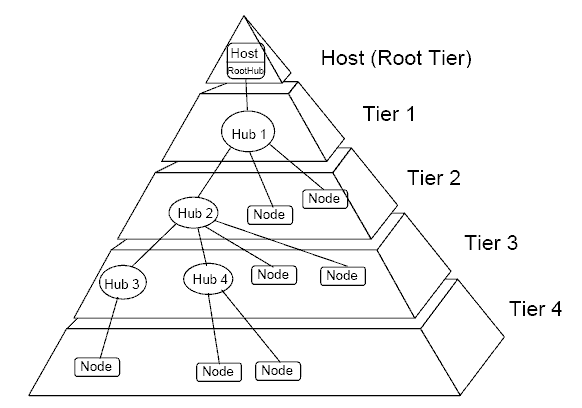 Host
RootHub
Host (Root Tier)
Tier 1
Hub 1
Tier 2
Node
Hub 2
Node
Tier 3
Hub 3
Hub 4
Node
Node
Tier 4
Node
Node
Node